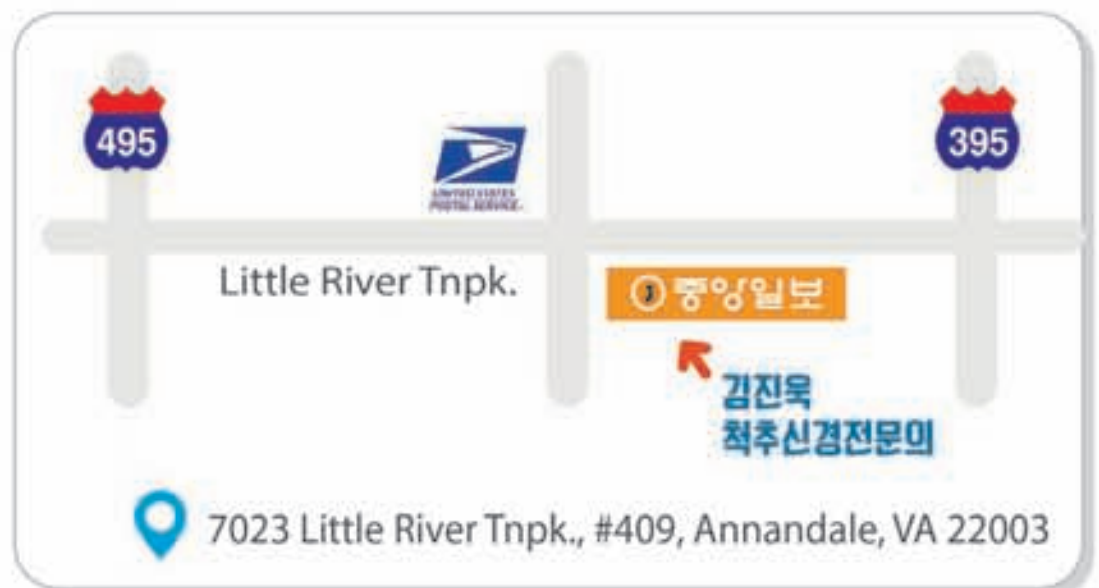 495
395
UNITED STATES
POSTAL SERVICE®
Little River Tnpk.
중앙일보
김진욱
척추신경전문의
7023 Little River Tnpk., #409, Annandale, VA 22003